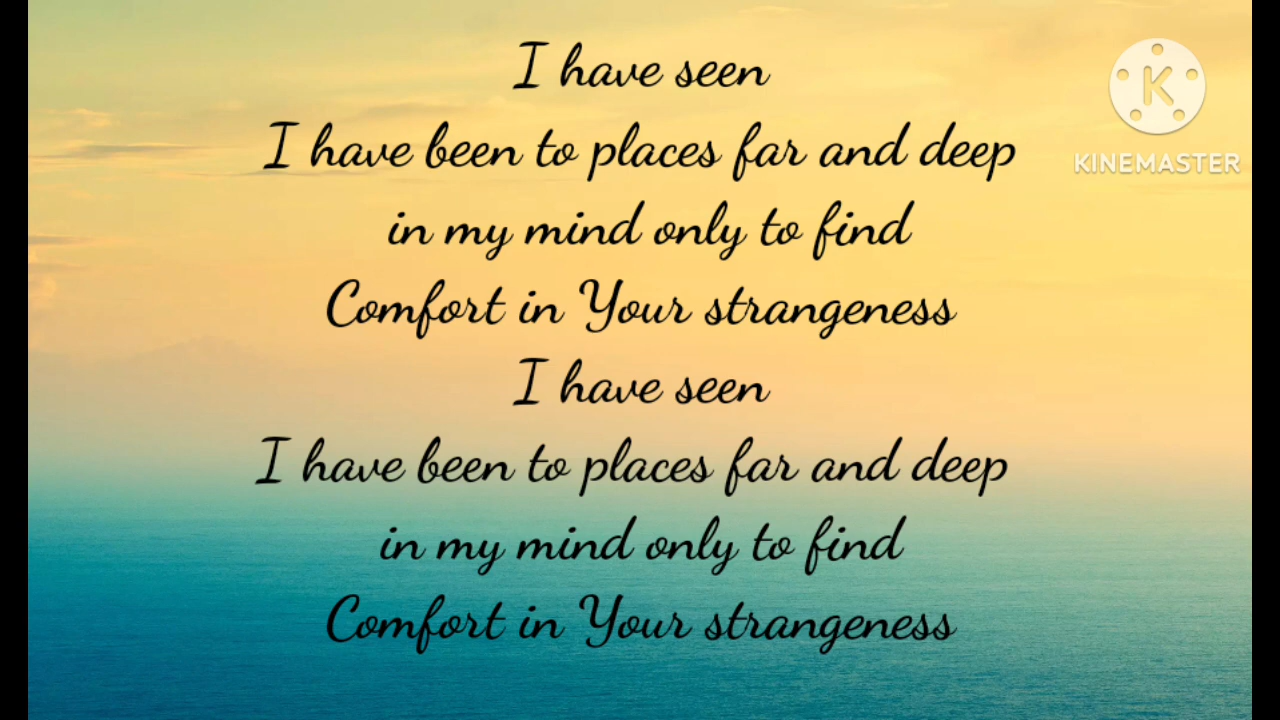 I have seen
I have been to places far and deep
in my mind only to find
Comfort in Your strangeness
I have seen
I have been to places far and deep
in my mind only to find
Comfort in Your strangeness
K
KINEMASTER